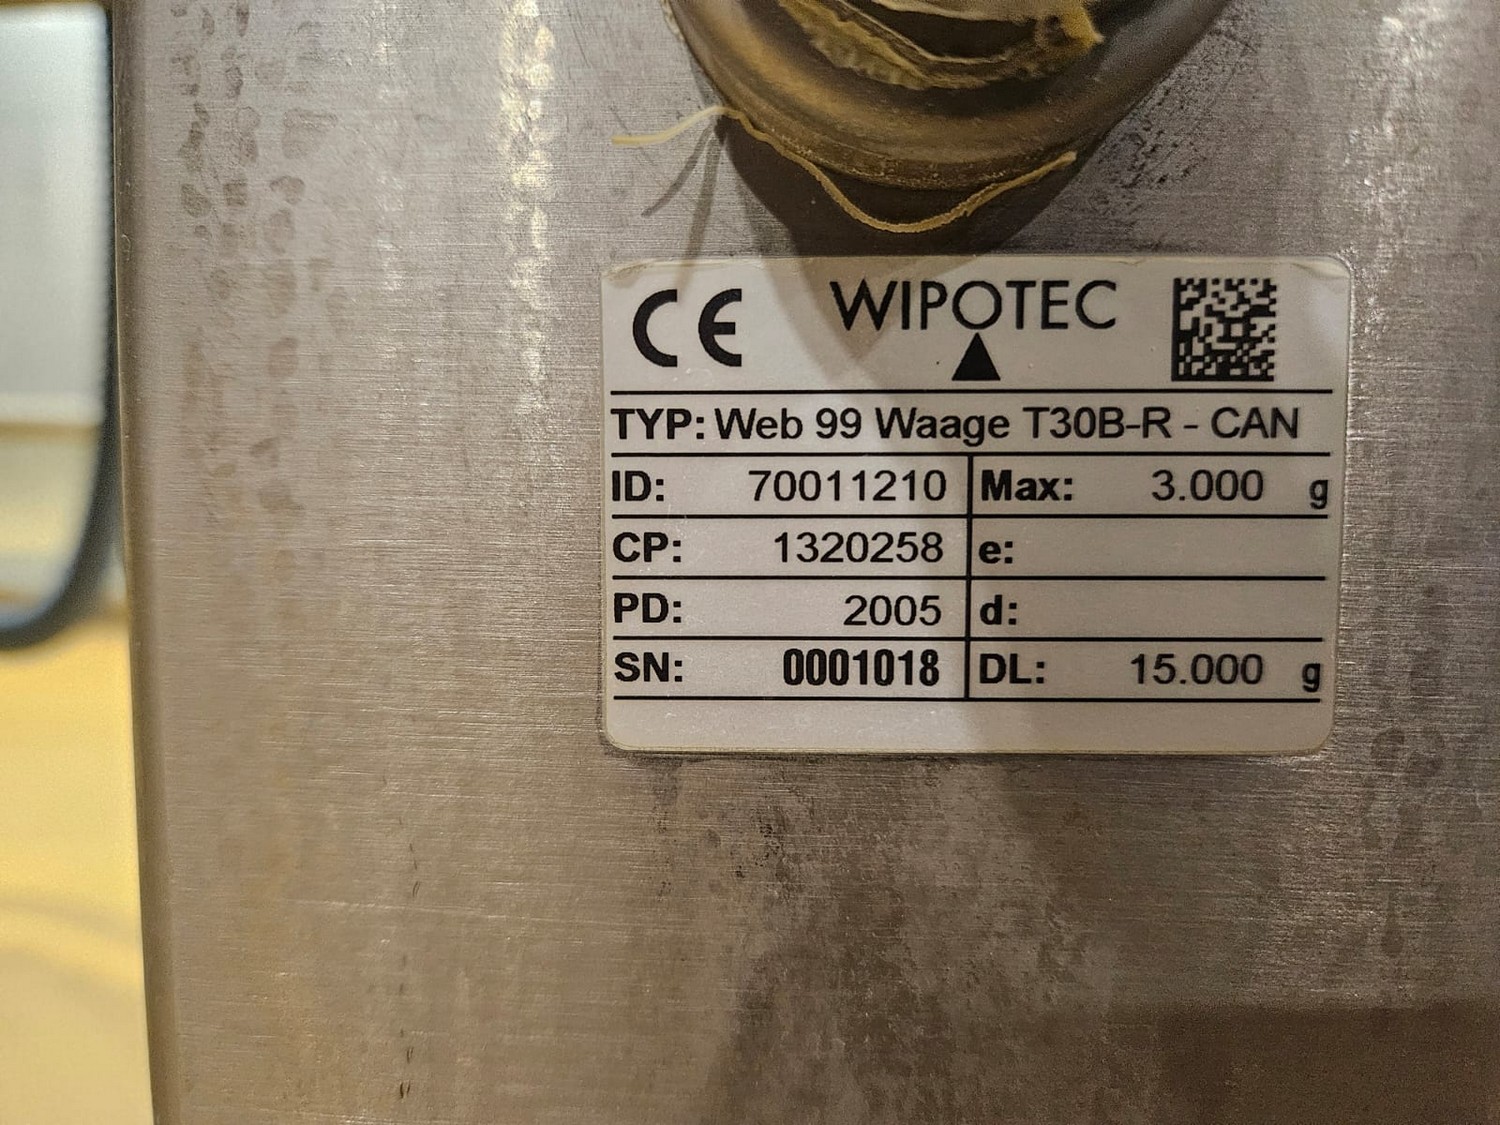 CE WIPOTEC
TYP: Web 99 Waage T30B-R - CAN
ID: 70011210 Max: 3.000 g
CP: 1320258 e:
PD: 2005 d:
SN: 0001018 DL: 15.000 g